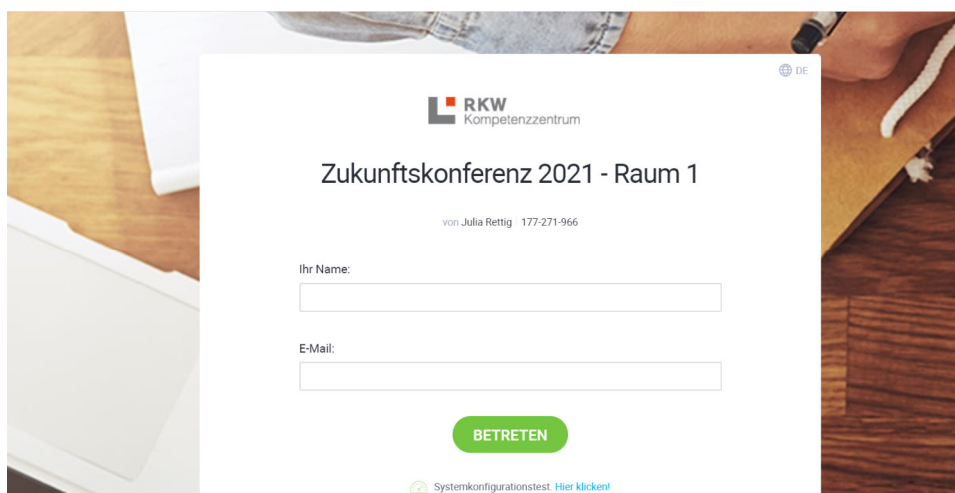 DE
RKW
Kompetenzzentrum
Zukunftskonferenz 2021 - Raum 1
von Julia Rettig 177-271-966
Ihr Name:
E-Mail:
BETRETEN
Systemkonfigurationstest. Hier klicken!